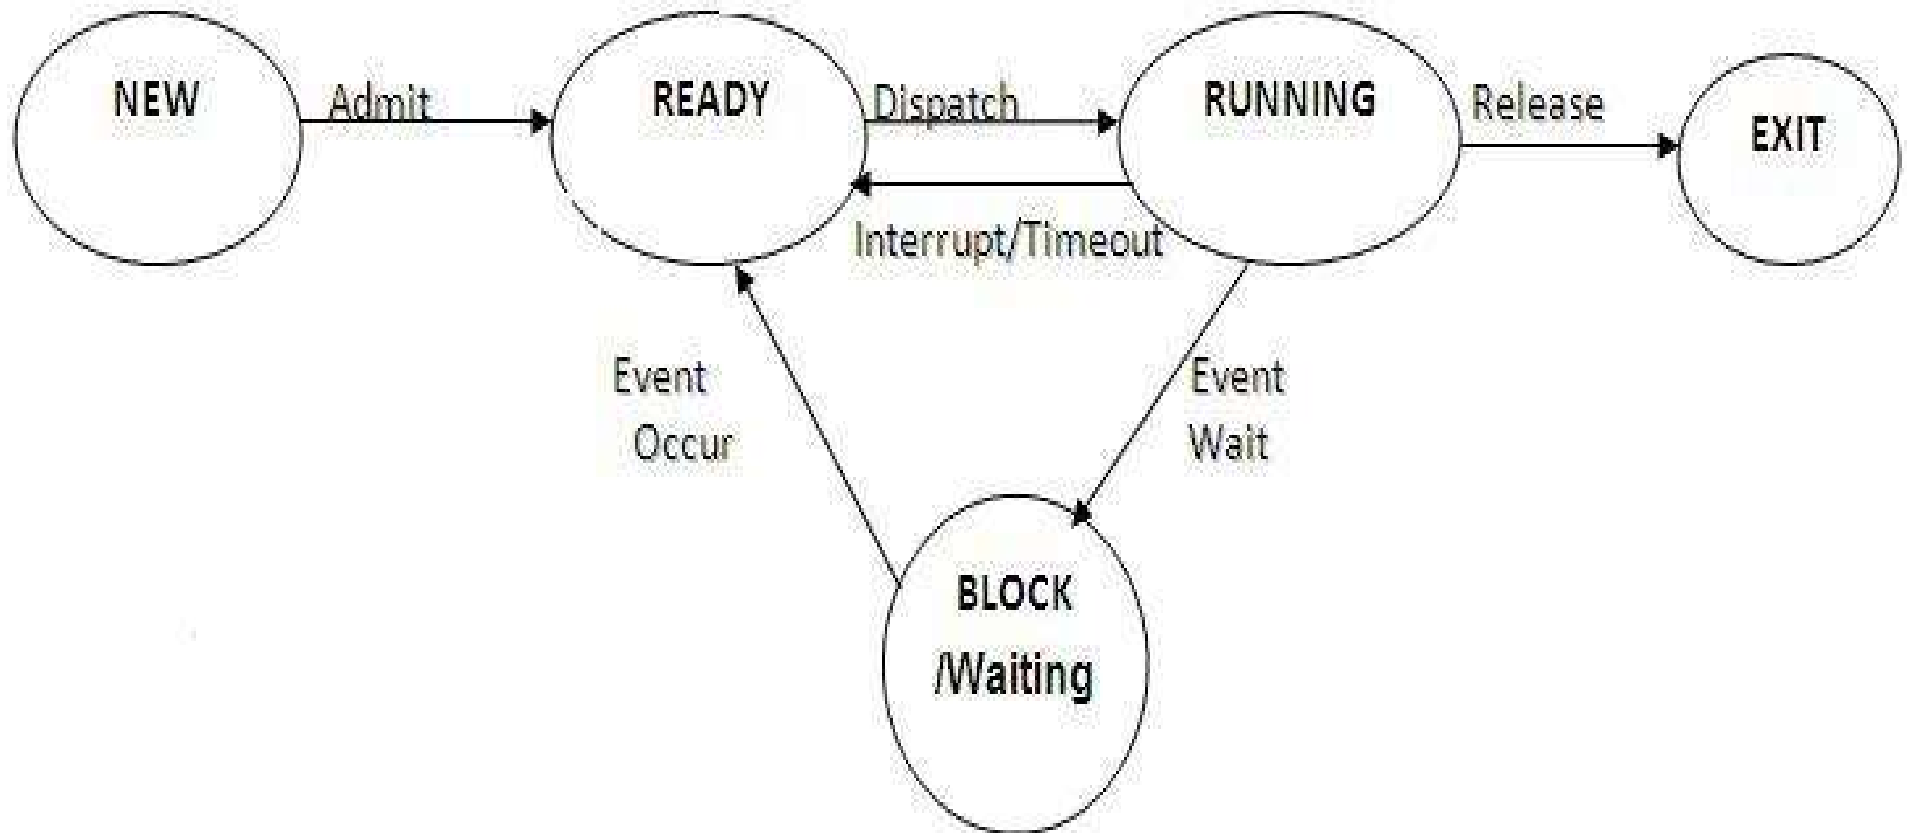 NEW
Admit
READY
Dispatch
RUNNING
Release
EXIT
Interrupt/Timeout
Event
Occur
Event
Wait
BLOCK
/Waiting